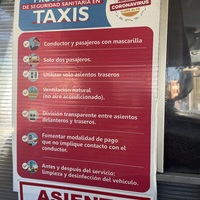 DE SEGURIDAD SANITARIA EN
TAXIS
CORONAVIRUS
Conductor y pasajeros con mascarilla
Solo dos pasajeros.
Utilizar solo asientos traseros
Ventilación natural
(no aire acondicionado).
División transparente entre asientos
delanteros y traseros.
Fomentar modalidad de pago
que no implique contacto con el
conductor.
Antes y después del servicio:
limpieza y desinfección del vehículo.